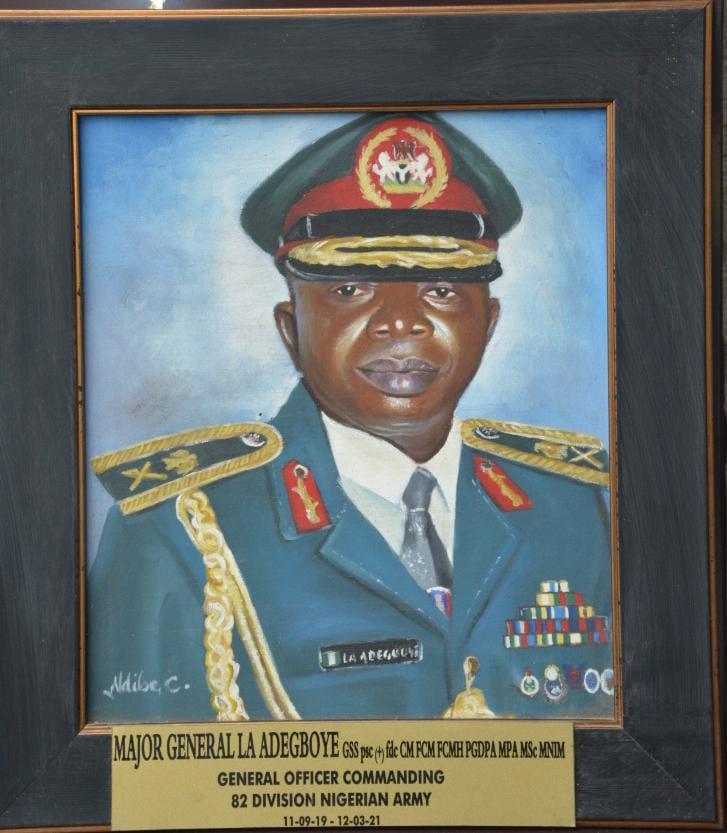 Ndibe, C.
LA ADEGBOYE
MAJOR GENERAL LA ADEGBOYE GSS psc (+) fdc CM FCM FCMH PGDPA MPA MSc MNIM
GENERAL OFFICER COMMANDING
82 DIVISION NIGERIAN ARMY
11-09-19 - 12-03-21